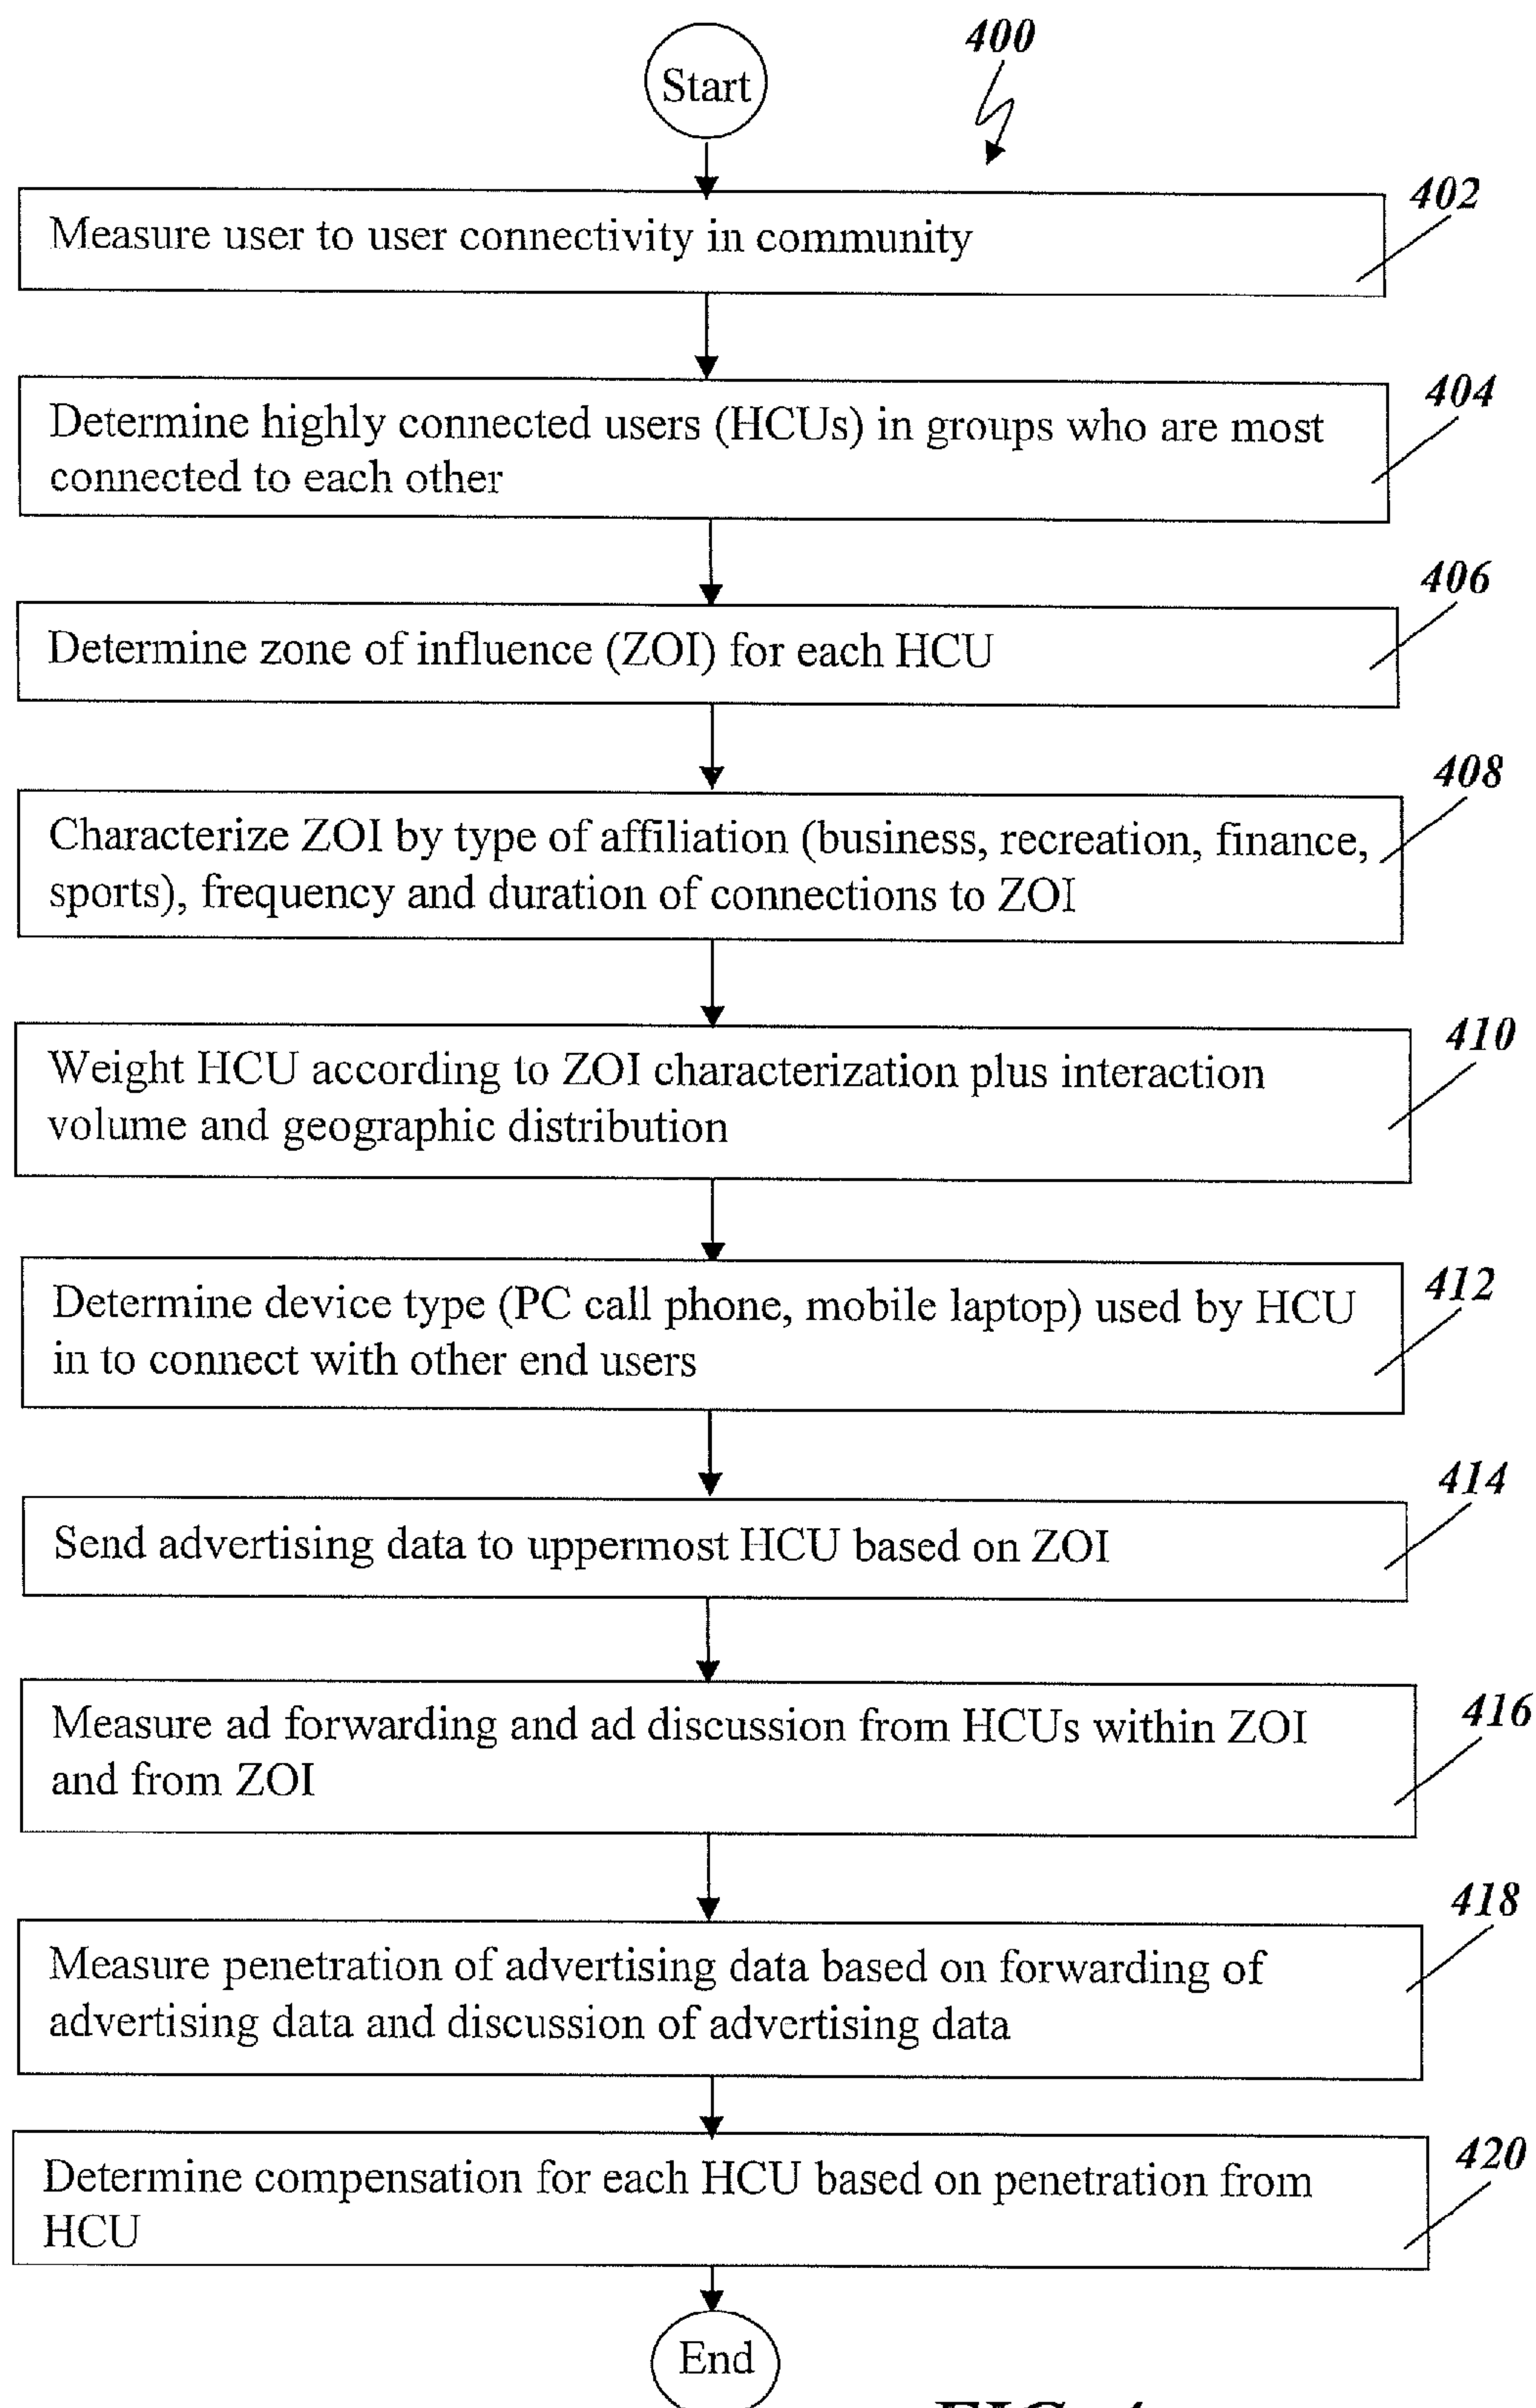 Start
400
402
Measure user to user connectivity in community
404
Determine highly connected users (HCUs) in groups who are most
connected to each other
406
Determine zone of influence (ZOI) for each HCU
408
Characterize ZOI by type of affiliation (business, recreation, finance,
sports), frequency and duration of connections to ZOI
410
Weight HCU according to ZOI characterization plus interaction
volume and geographic distribution
412
Determine device type (PC call phone, mobile laptop) used by HCU
in to connect with other end users
414
Send advertising data to uppermost HCU based on ZOI
416
Measure ad forwarding and ad discussion from HCUs within ZOI
and from ZOI
418
Measure penetration of advertising data based on forwarding of
advertising data and discussion of advertising data
420
Determine compensation for each HCU based on penetration from
HCU
End